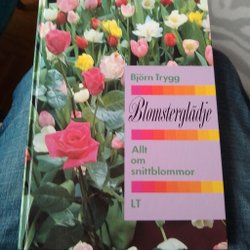 Björn Trygg
Blomsterglädje
Allt
om
snittblommor
LT